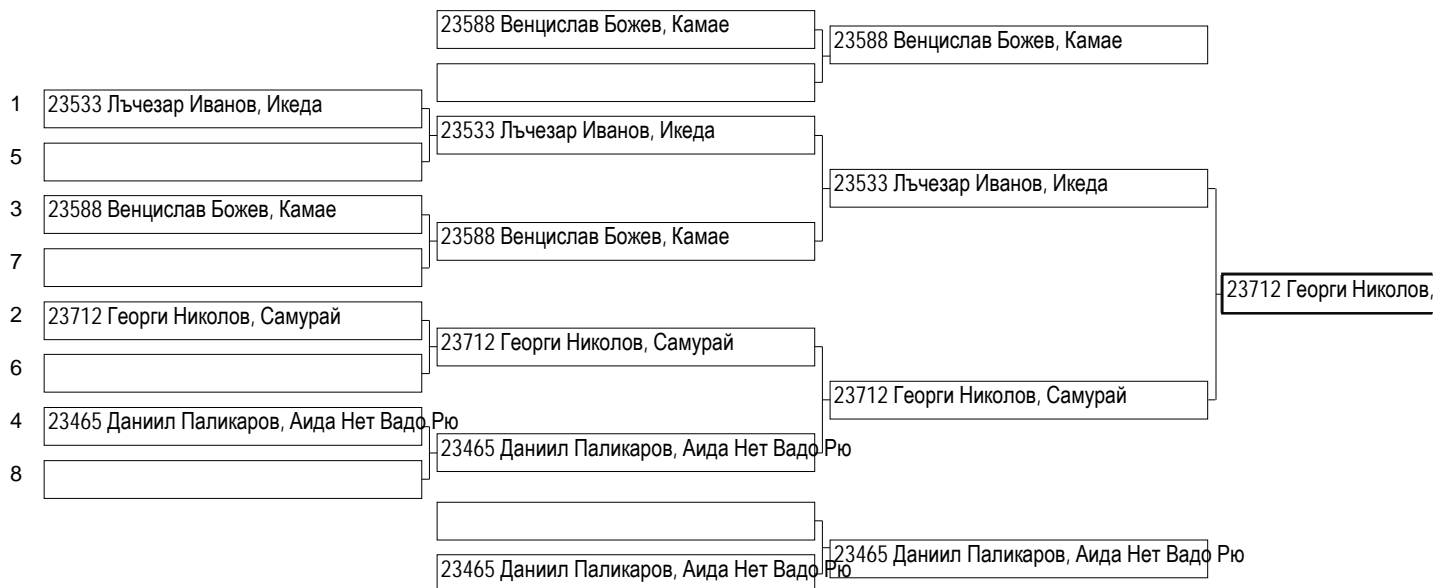 23588 Венцислав Божев, Камае
23588 Венцислав Божев, Камае
1 23533 Лъчезар Иванов, Икеда
23533 Лъчезар Иванов, Икеда
5
23533 Лъчезар Иванов, Икеда
3 23588 Венцислав Божев, Камае
23588 Венцислав Божев, Камае
7
23712 Георги Николов,
2 23712 Георги Николов, Самурай
23712 Георги Николов, Самурай
6
23712 Георги Николов, Самурай
4 23465 Даниил Паликаров, Аида Нет Вадо Рю
23465 Даниил Паликаров, Аида Нет Вадо Рю
8
23465 Даниил Паликаров, Аида Нет Вадо Рю
23465 Даниил Паликаров, Аида Нет Вадо Рю